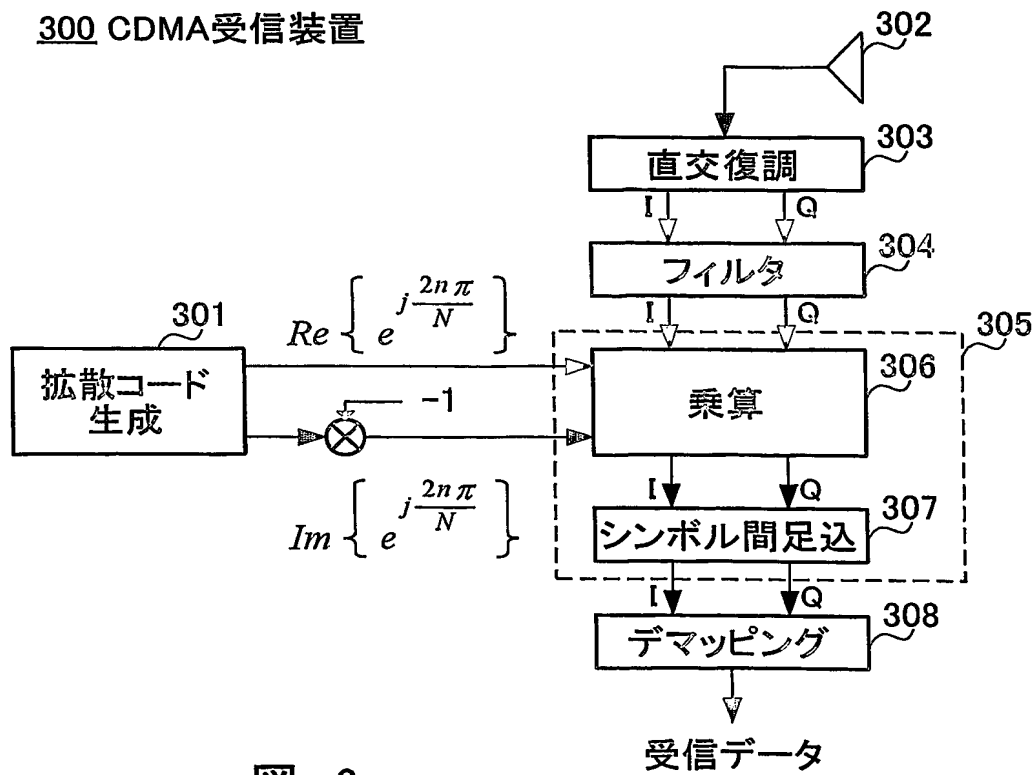 300 CDMA受信装置
302
303
直交復調
I Q
304
フィルタ
I Q
305
301
拡散コード
生成
Re { e^{j\frac{2nπ}{N}} }
-1
Im { e^{j\frac{2nπ}{N}} }
306
乗算
I Q
307
シンボル間足込
I Q
308
デマッピング
受信データ